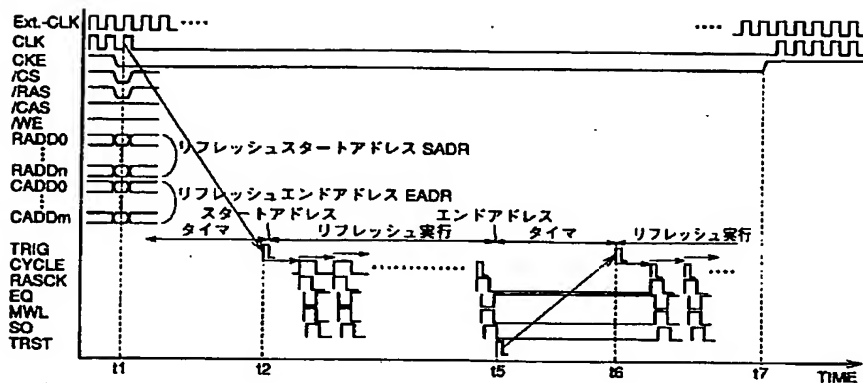 Ext.-CLK
CLK
CKE
/CS
/RAS
/CAS
/WE
RADD0
リフレッシュスタートアドレス SADR
RADDn
CADD0
リフレッシュエンドアドレス EADR
CADDm
スタートアドレス
エンドアドレス
タイマ
リフレッシュ実行
タイマ
リフレッシュ実行
TRIG
CYCLE
RASCK
EQ
MWL
SO
TRST
t1
t2
t5
t6
t7
TIME